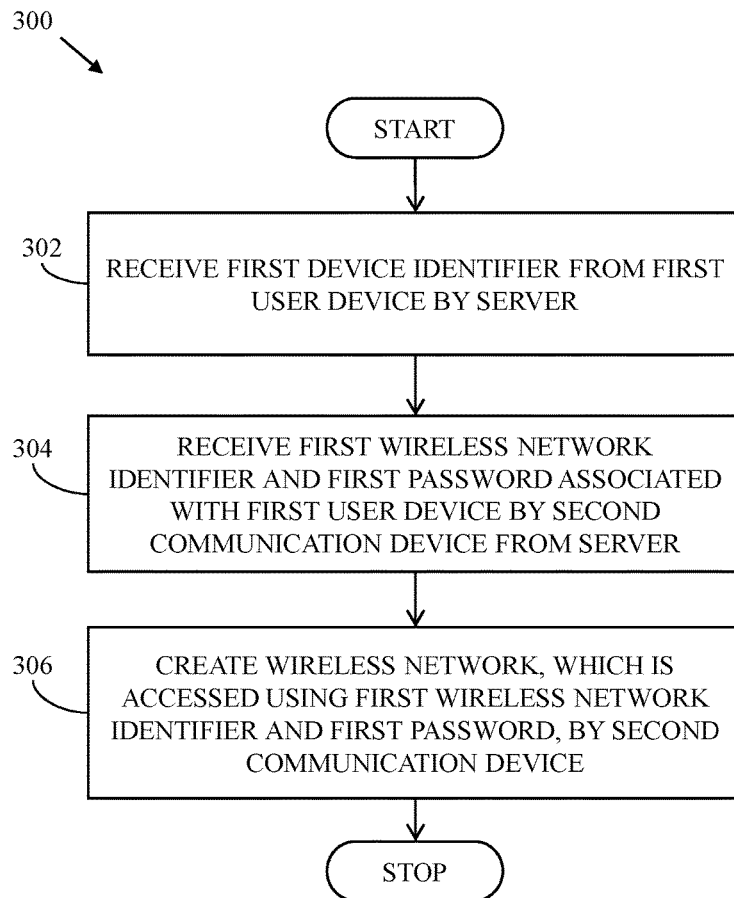 300
START
302
RECEIVE FIRST DEVICE IDENTIFIER FROM FIRST
USER DEVICE BY SERVER
304
RECEIVE FIRST WIRELESS NETWORK
IDENTIFIER AND FIRST PASSWORD ASSOCIATED
WITH FIRST USER DEVICE BY SECOND
COMMUNICATION DEVICE FROM SERVER
306
CREATE WIRELESS NETWORK, WHICH IS
ACCESSED USING FIRST WIRELESS NETWORK
IDENTIFIER AND FIRST PASSWORD, BY SECOND
COMMUNICATION DEVICE
STOP